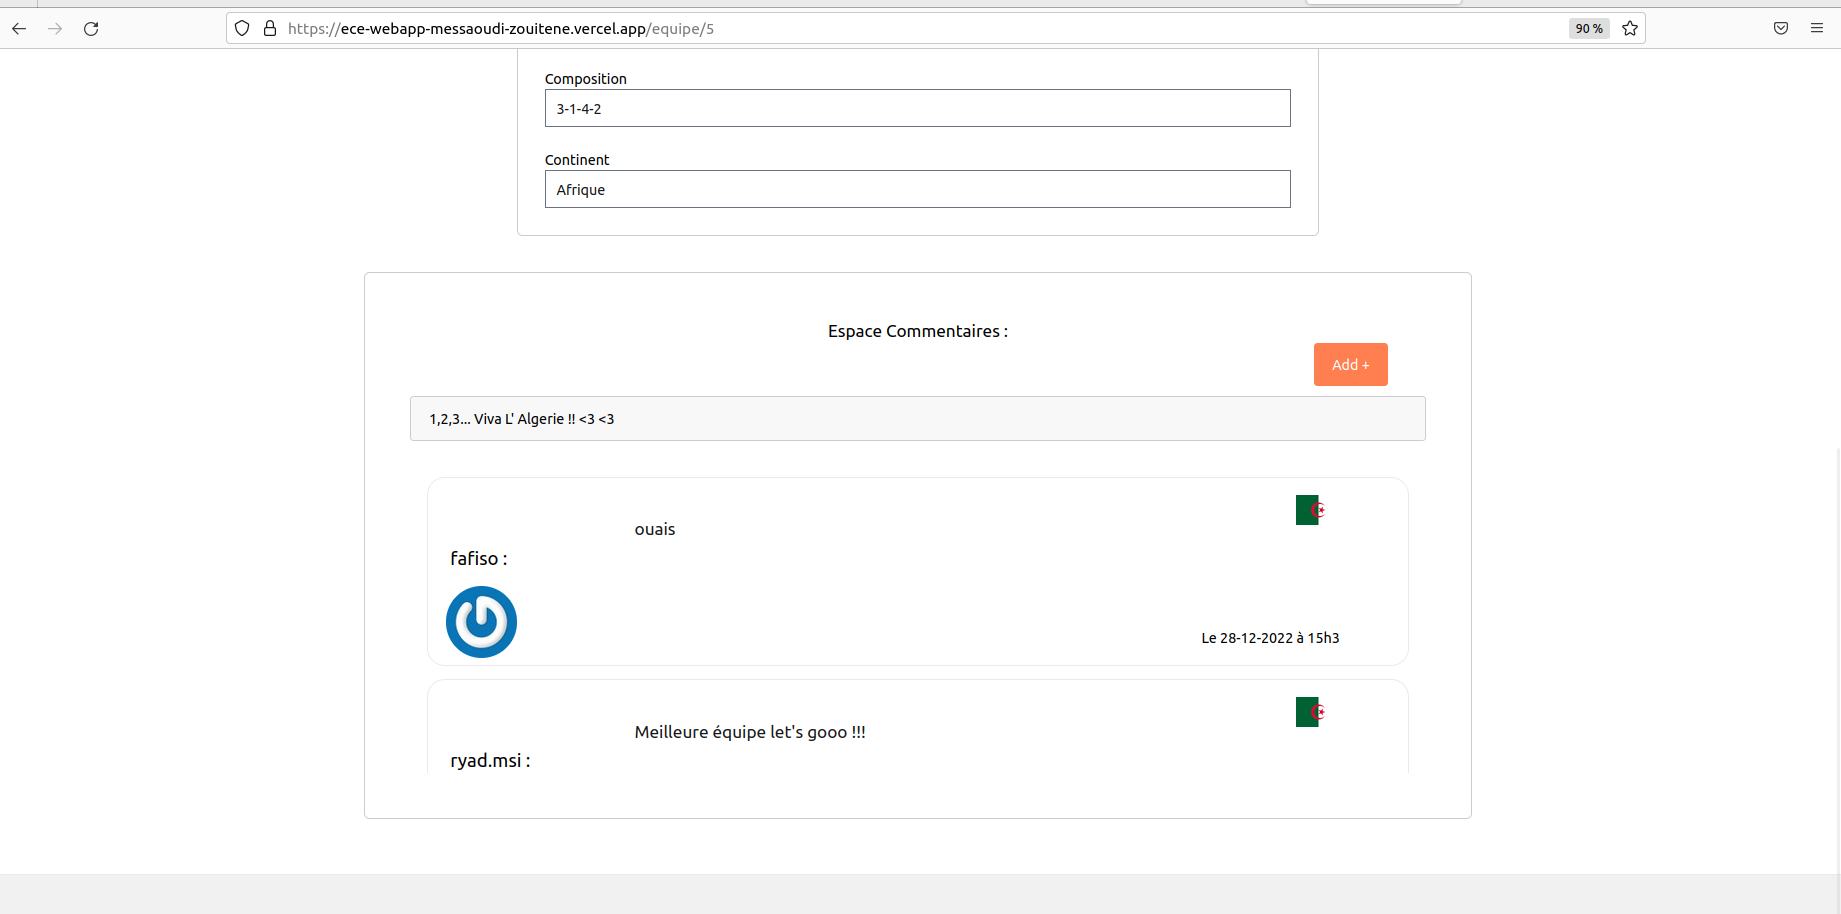 https://ece-webapp-messaoudi-zouitene.vercel.app/equipe/5
90 %
Composition
3-1-4-2
Continent
Afrique
Espace Commentaires :
Add +
1,2,3... Viva L' Algerie !! <3 <3
ouais
fafiso :
Le 28-12-2022 à 15h3
Meilleure équipe let's gooo !!!
ryad.msi :